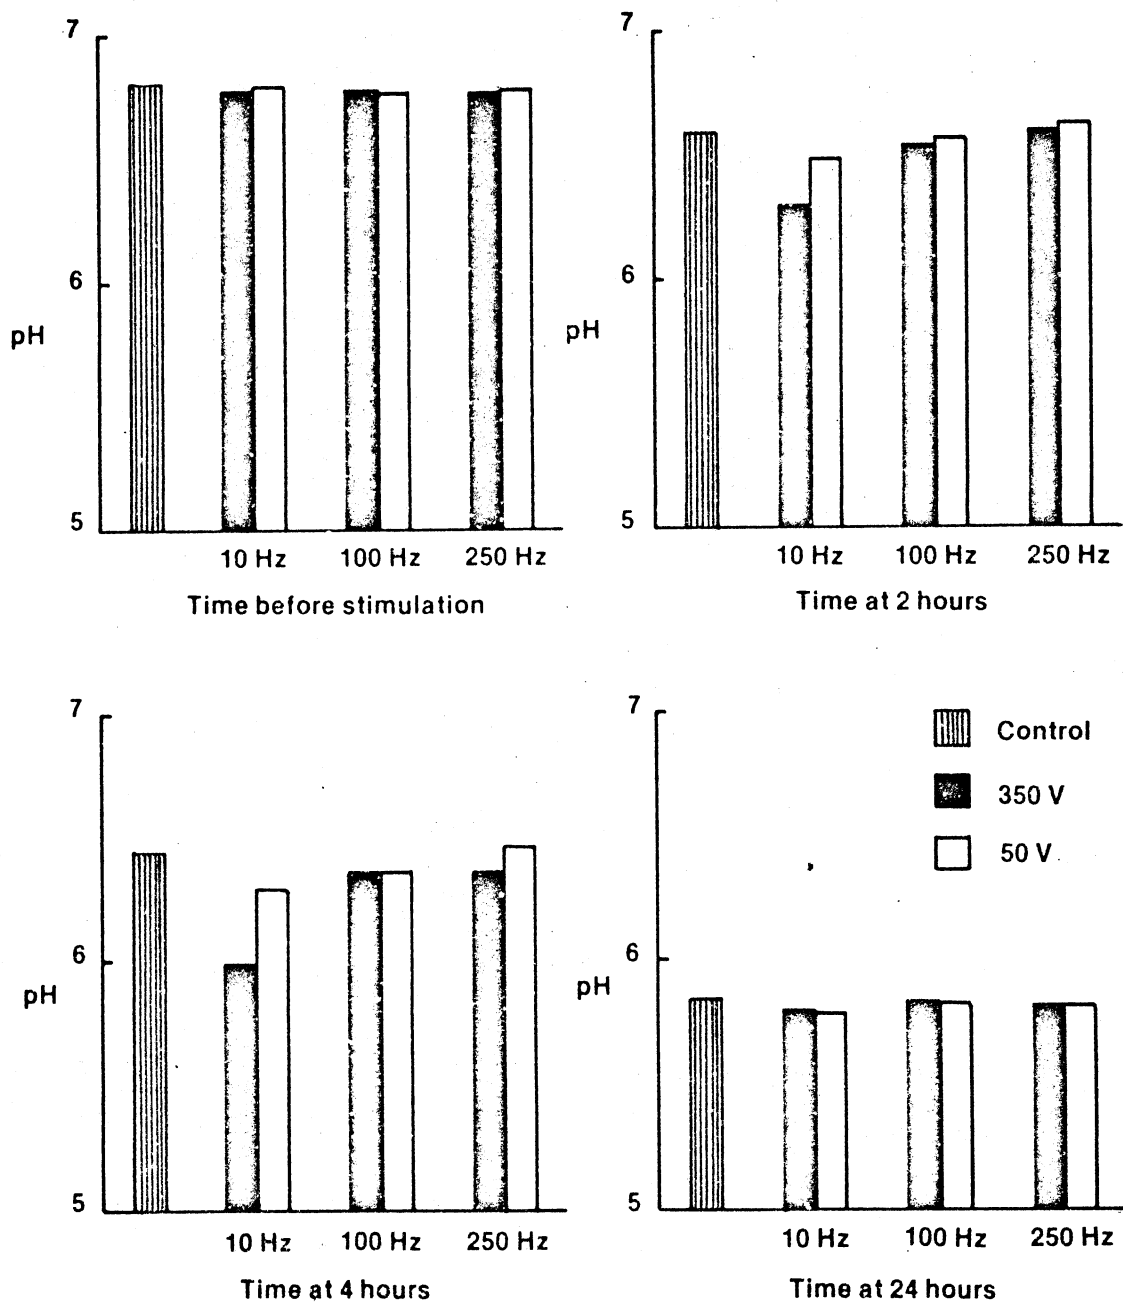 7
6
pH
5
10 Hz 100 Hz 250 Hz
Time before stimulation
7
6
pH
5
10 Hz 100 Hz 250 Hz
Time at 2 hours
7
6
pH
5
10 Hz 100 Hz 250 Hz
Time at 4 hours
7
Control
350 V
50 V
6
pH
5
10 Hz 100 Hz 250 Hz
Time at 24 hours